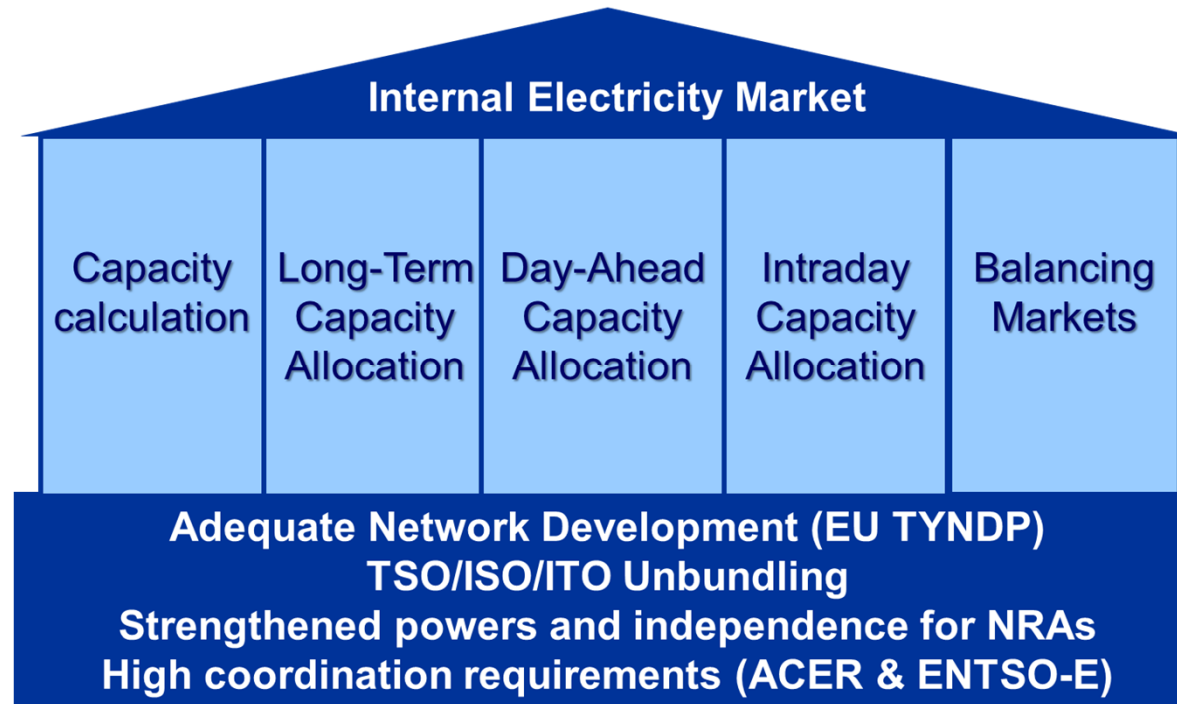 Internal Electricity Market
Capacity
calculation
Long-Term
Capacity
Allocation
Day-Ahead
Capacity
Allocation
Intraday
Capacity
Allocation
Balancing
Markets
Adequate Network Development (EU TYNDP)
TSO/ISO/ITO Unbundling
Strengthened powers and independence for NRAs
High coordination requirements (ACER & ENTSO-E)